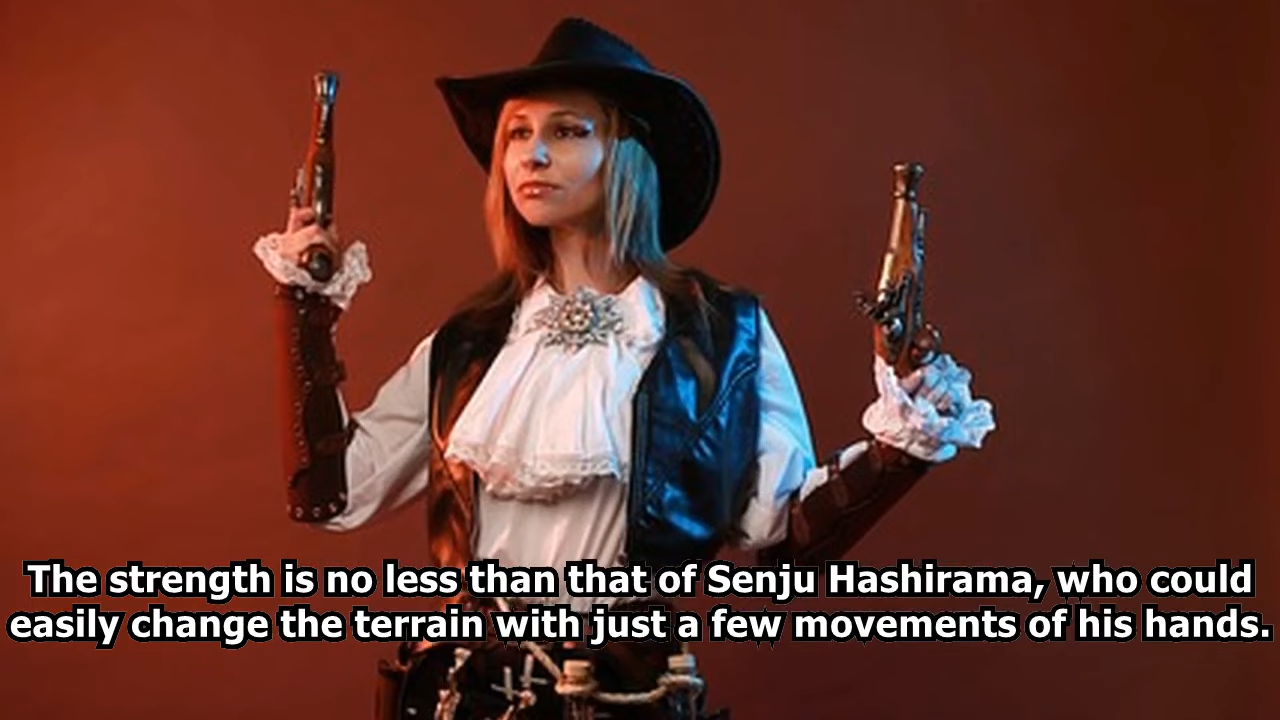 The strength is no less than that of Senju Hashirama, who could
easily change the terrain with just a few movements of his hands.